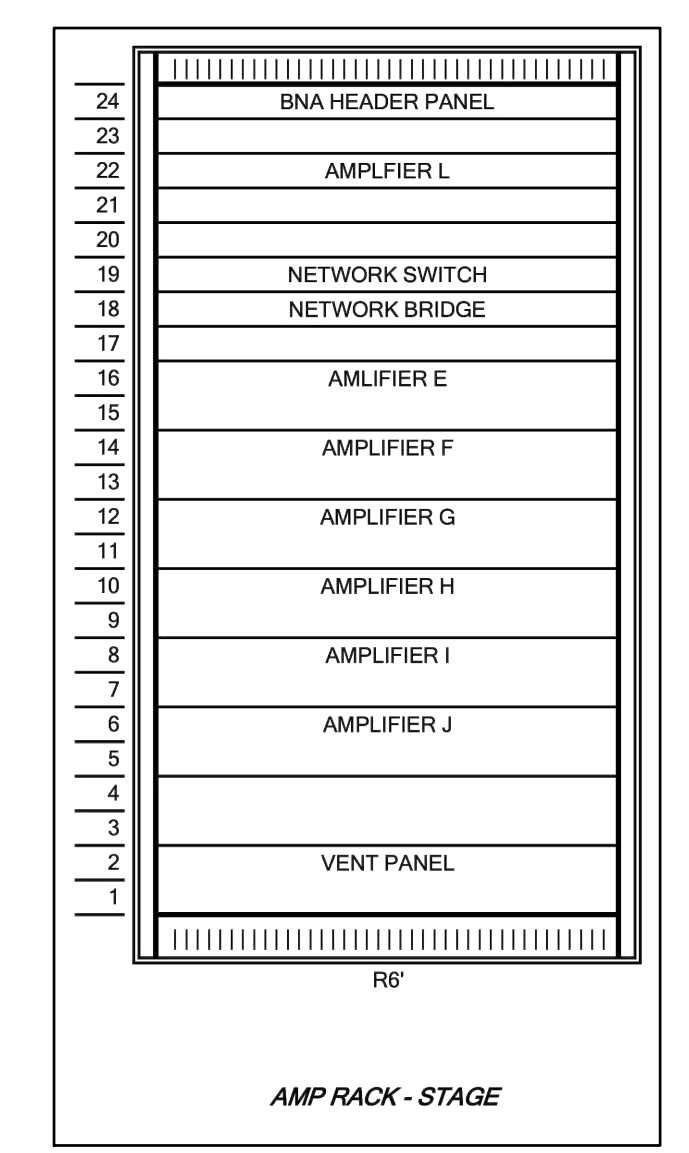 24 BNA HEADER PANEL
23
22 AMPLFIER L
21
20
19 NETWORK SWITCH
18 NETWORK BRIDGE
17
16 AMLIFIER E
15
14 AMPLIFIER F
13
12 AMPLIFIER G
11
10 AMPLIFIER H
9
8 AMPLIFIER I
7
6 AMPLIFIER J
5
4
3
2 VENT PANEL
1
R6'
AMP RACK - STAGE